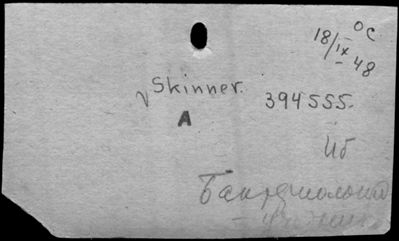 ОС
18/IX
– 48
√ Skinner.
394555.
А
Иб